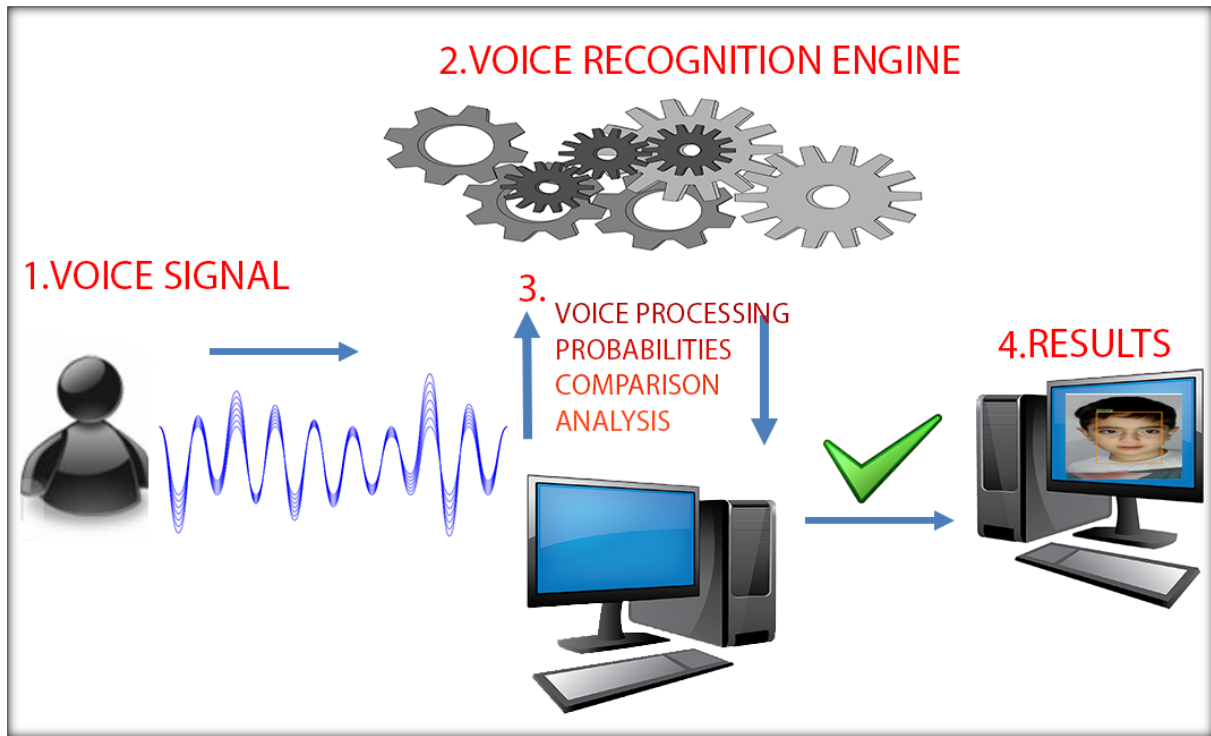 2.VOICE RECOGNITION ENGINE
1.VOICE SIGNAL
3.
VOICE PROCESSING
PROBABILITIES
COMPARISON
ANALYSIS
4.RESULTS